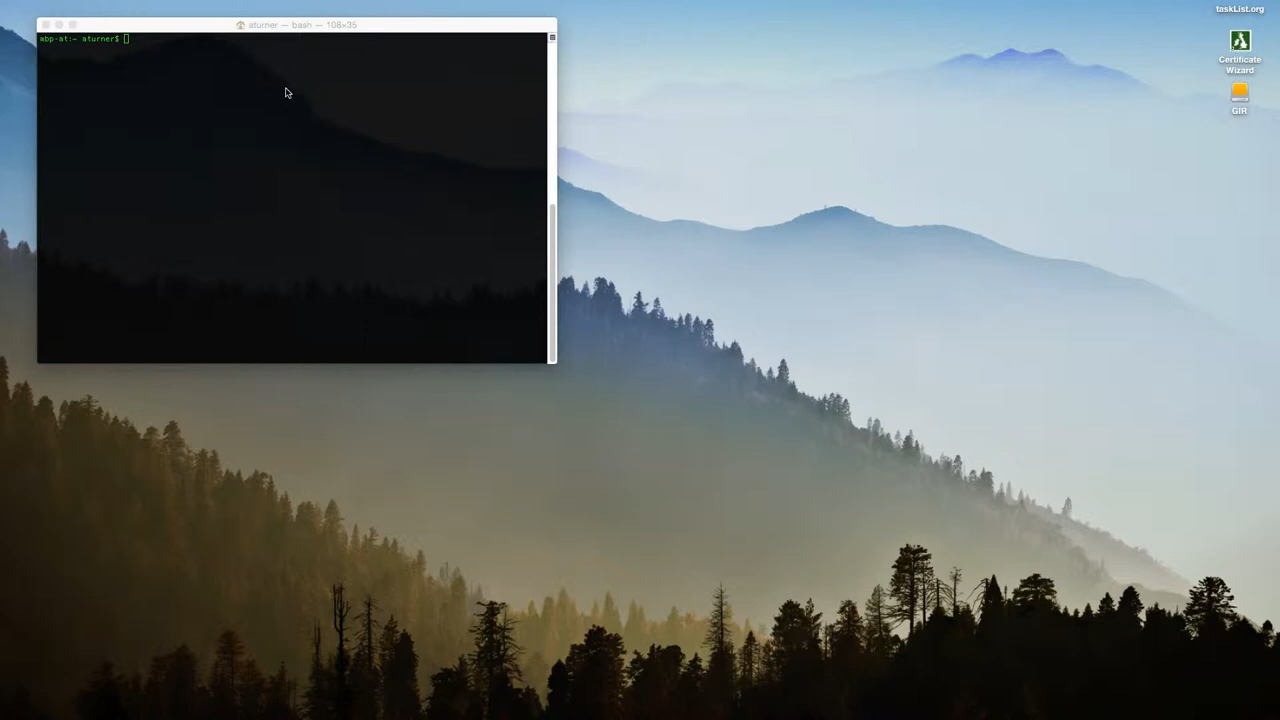 aturner — bash — 108×35
mbp-at:~ aturner$
taskList.org
Certificate
Wizard
GIR